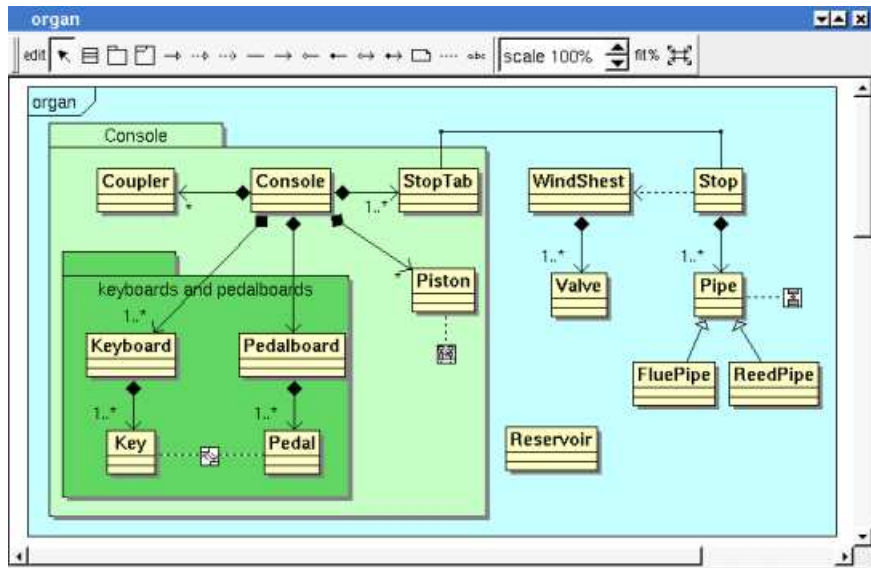 organ
edit
abc
scale 100%
fit%
organ
Console
Coupler
Console
StopTab
WindShest
Stop
*
1..*
1..*
1..*
Piston
*
Valve
Pipe
keyboards and pedalboards
1..*
Keyboard
Pedalboard
FluePipe
ReedPipe
1..*
1..*
Key
Pedal
Reservoir